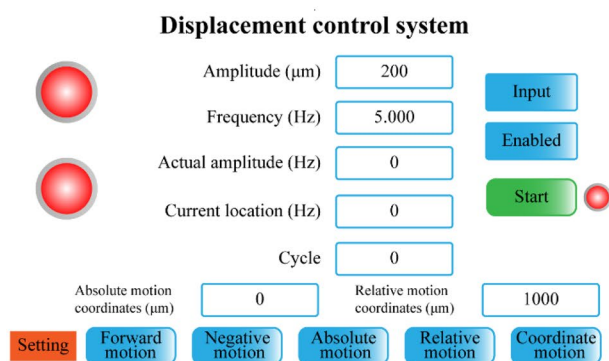 Displacement control system
Amplitude (μm) 200
Input
Frequency (Hz) 5.000
Enabled
Actual amplitude (Hz) 0
Start
Current location (Hz) 0
Cycle 0
Absolute motion
coordinates (μm) 0
Relative motion
coordinates (μm) 1000
Setting
Forward
motion
Negative
motion
Absolute
motion
Relative
motion
Coordinate
motion